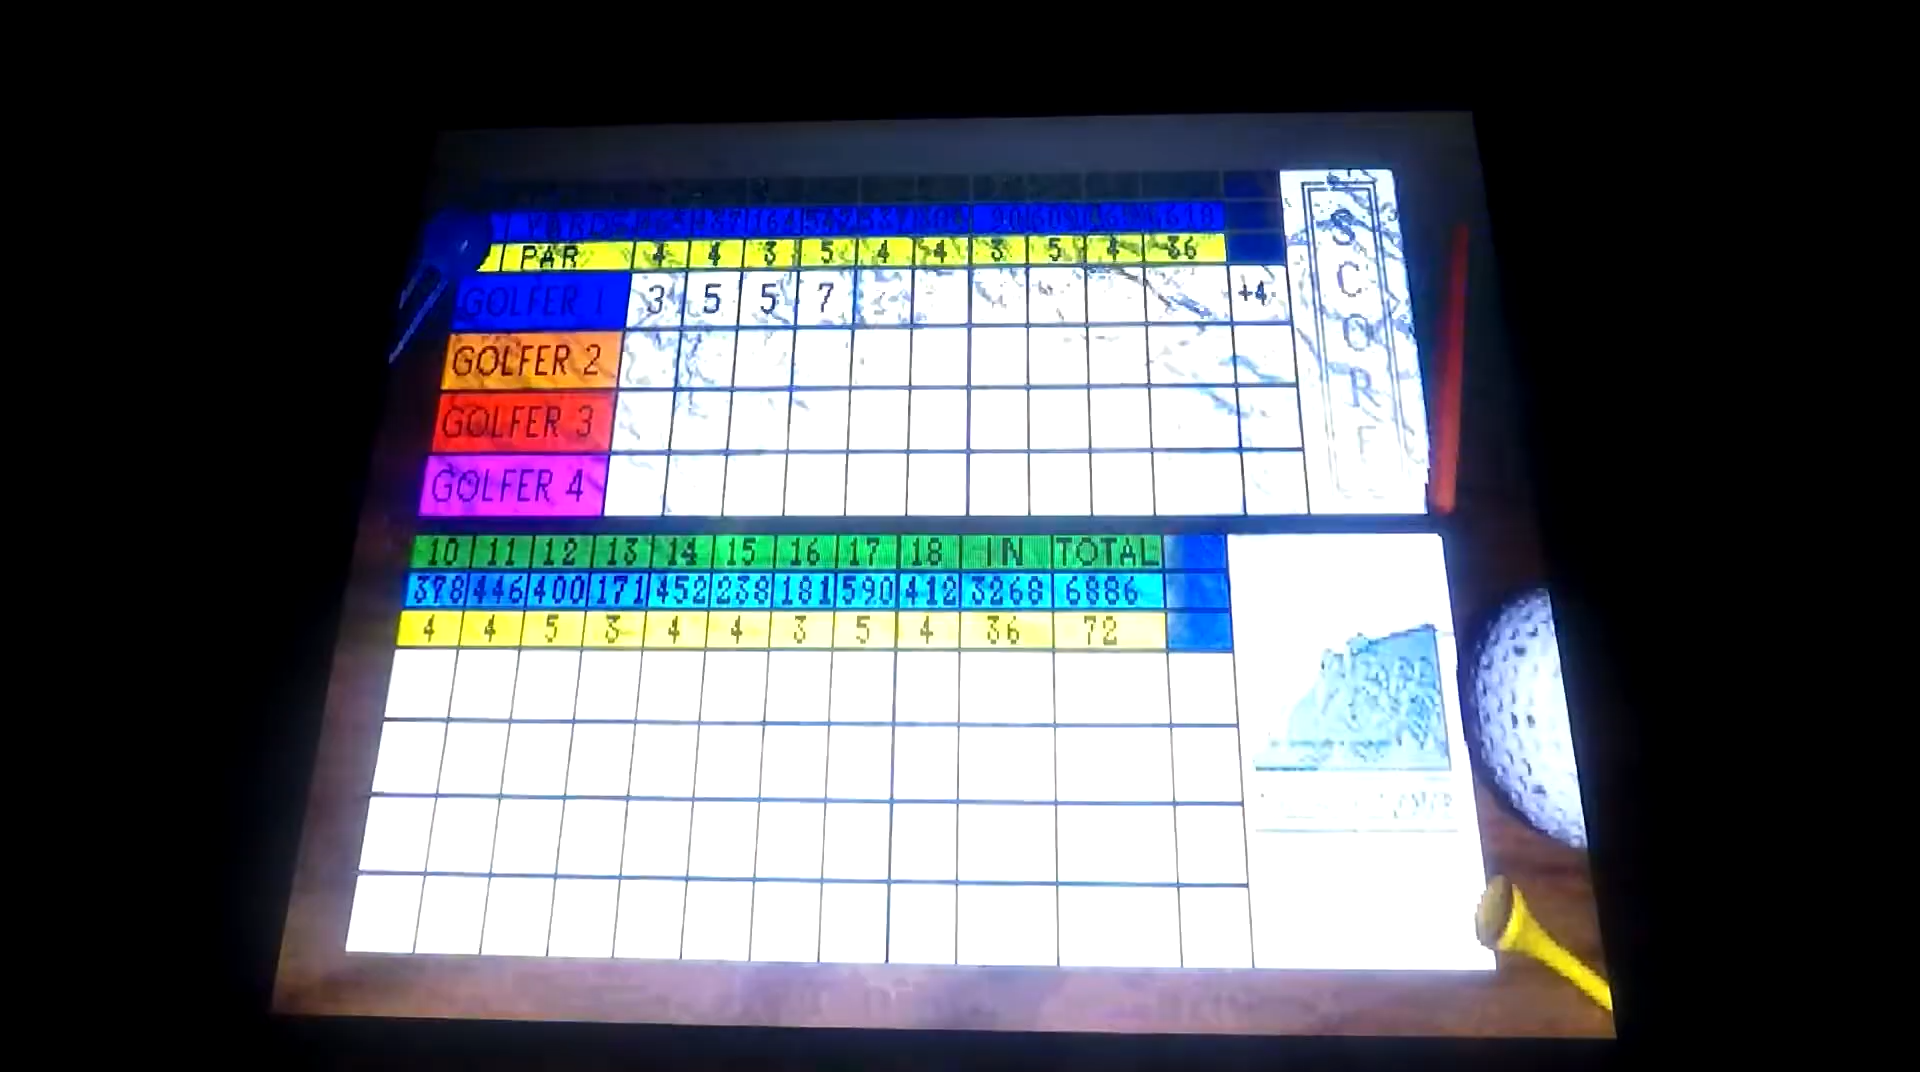 YARDS
PAR 4 4 3 5 4 4 3 5 4 36
GOLFER 1 3 5 5 7 +4
GOLFER 2
GOLFER 3
GOLFER 4
SCORE
10 11 12 13 14 15 16 17 18 IN TOTAL
378 446 400 171 452 238 181 590 412 3268 6886
4 4 5 3 4 4 3 5 4 36 72